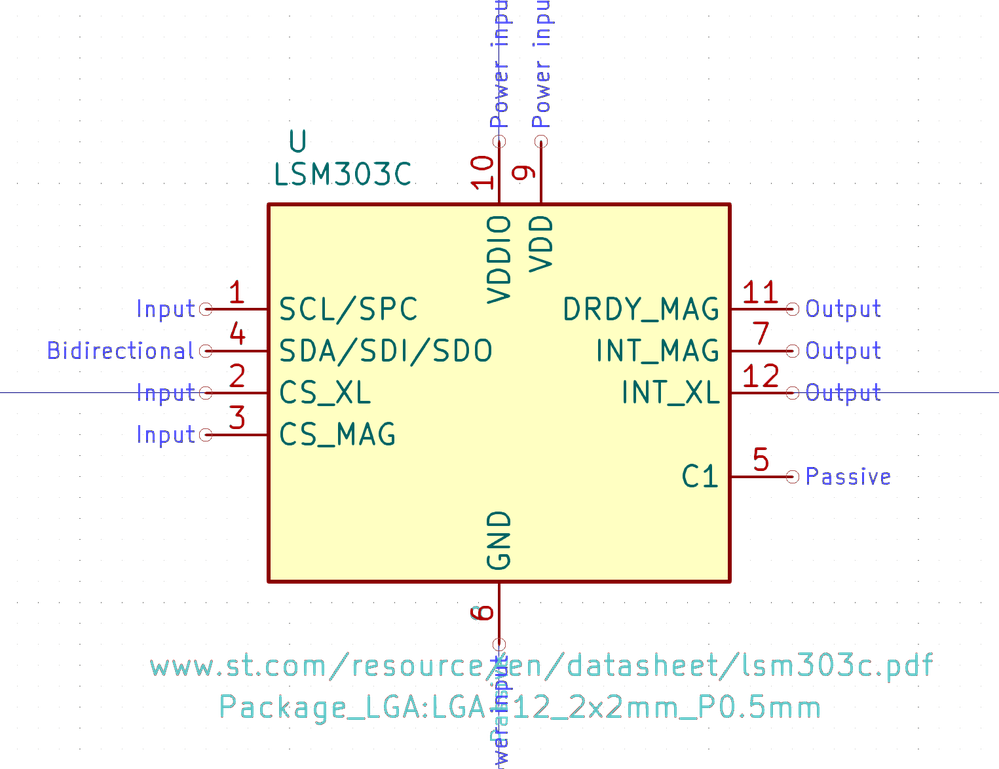 Power input
Power input
U
LSM303C
10
9
VDDIO
VDD
Input
1
SCL/SPC
DRDY_MAG
11
Output
Bidirectional
4
SDA/SDI/SDO
INT_MAG
7
Output
Input
2
CS_XL
INT_XL
12
Output
Input
3
CS_MAG
C1
5
Passive
GND
6
www.st.com/resource/en/datasheet/lsm303c.pdf
Package_LGA:LGA-12_2x2mm_P0.5mm